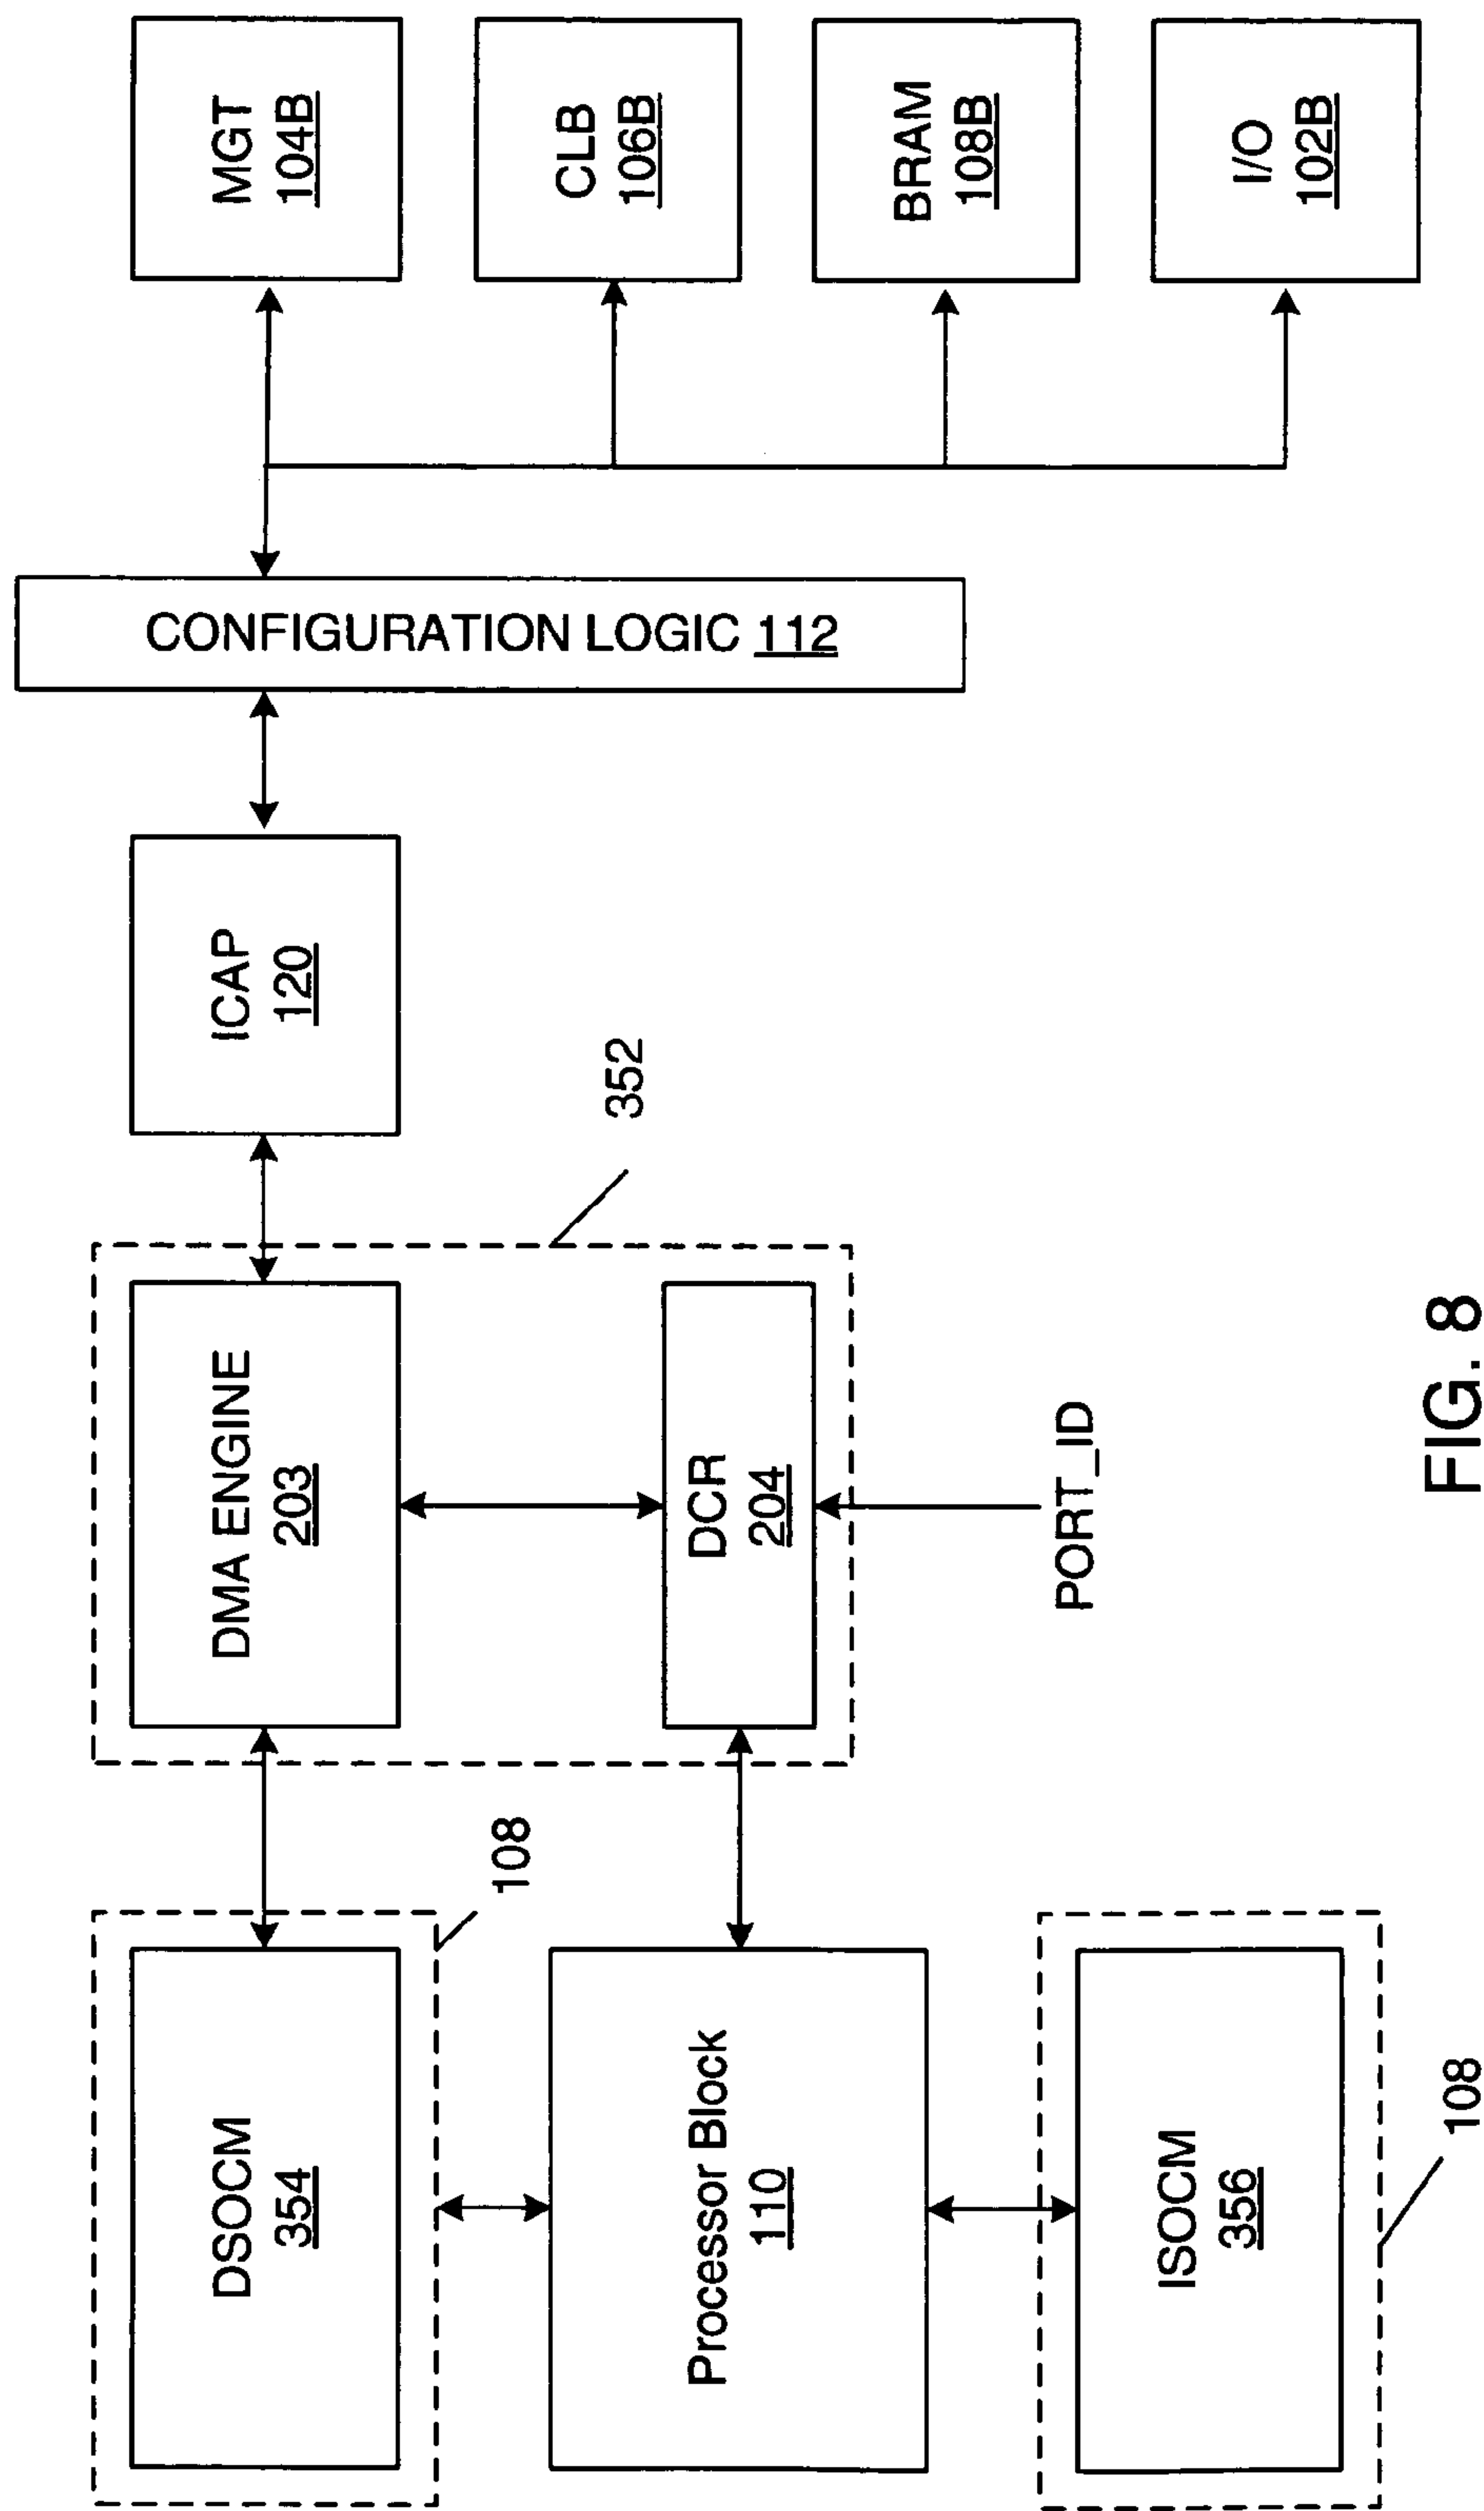 DSOCM
354
108
Processor Block
110
ISOCM
356
108
DMA ENGINE
203
352
DCR
204
PORT_ID
ICAP
120
CONFIGURATION LOGIC 112
MGT
104B
CLB
106B
BRAM
108B
I/O
102B
FIG. 8